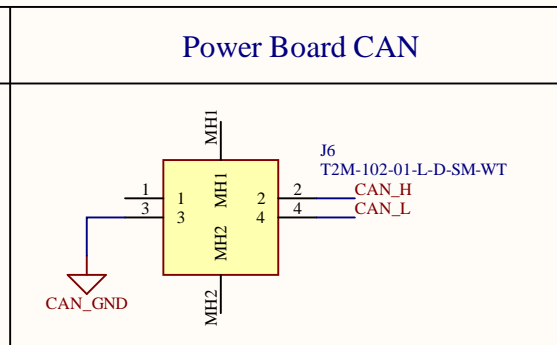 Power Board CAN
MH1
J6
T2M-102-01-L-D-SM-WT
1 1 MH1 2 2 CAN_H
3 3 MH2 4 4 CAN_L
CAN_GND
MH2